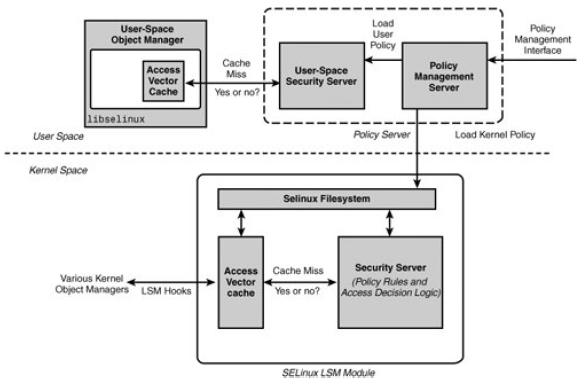 User-Space
Object Manager
Access
Vector
Cache
libselinux
User Space
Cache
Miss
Yes or no?
User-Space
Security Server
Load
User
Policy
Policy
Management
Server
Policy
Management
Interface
Policy Server
Load Kernel Policy
Kernel Space
Selinux Filesystem
Various Kernel
Object Managers
LSM Hooks
Access
Vector
cache
Cache Miss
Yes or no?
Security Server
(Policy Rules and
Access Decision Logic)
SELinux LSM Module